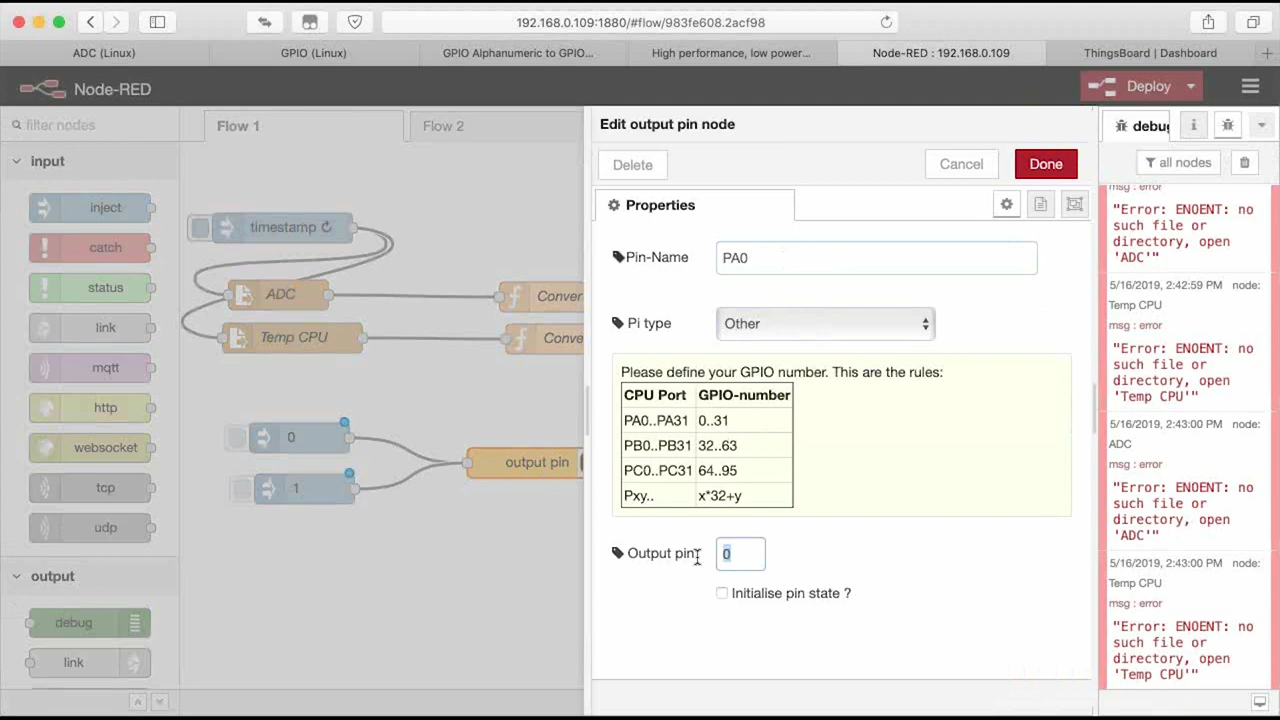 192.168.0.109:1880/#flow/983fe608.2acf98
ADC (Linux)
GPIO (Linux)
GPIO Alphanumeric to GPIO...
High performance, low power...
Node-RED : 192.168.0.109
ThingsBoard | Dashboard
Node-RED
Deploy
filter nodes
input
inject
catch
status
link
mqtt
http
websocket
tcp
udp
output
debug
link
Flow 1
Flow 2
timestamp ↻
ADC
Temp CPU
Conver
Conve
0
1
output pin
Edit output pin node
Delete
Cancel
Done
Properties
Pin-Name
PA0
Pi type
Other
Please define your GPIO number. This are the rules:
CPU Port GPIO-number
PA0..PA31 0..31
PB0..PB31 32..63
PC0..PC31 64..95
Pxy.. x*32+y
Output pin
0
Initialise pin state ?
debug
i
all nodes
msg : error
"Error: ENOENT: no
such file or
directory, open
'ADC'"
5/16/2019, 2:42:59 PM node:
Temp CPU
msg : error
"Error: ENOENT: no
such file or
directory, open
'Temp CPU'"
5/16/2019, 2:43:00 PM node:
ADC
msg : error
"Error: ENOENT: no
such file or
directory, open
'ADC'"
5/16/2019, 2:43:00 PM node:
Temp CPU
msg : error
"Error: ENOENT: no
such file or
directory, open
'Temp CPU'"